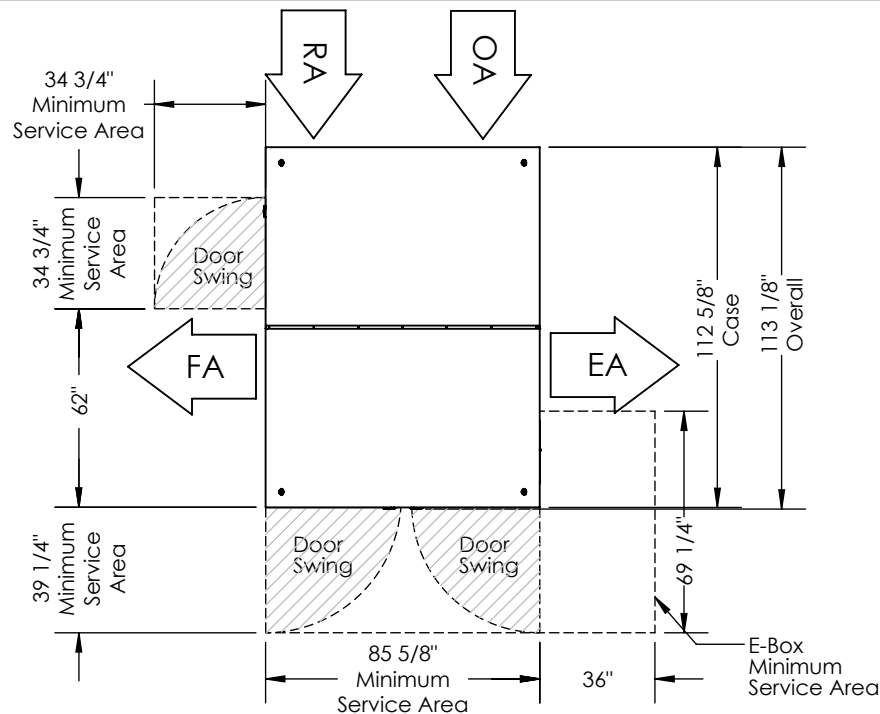 RA
OA
34 3/4"
Minimum
Service Area
34 3/4"
Minimum
Service
Area
Door
Swing
FA
EA
112 5/8"
Case
113 1/8"
Overall
62"
39 1/4"
Minimum
Service
Area
Door
Swing
Door
Swing
69 1/4"
85 5/8"
Minimum
Service Area
36"
E-Box
Minimum
Service Area